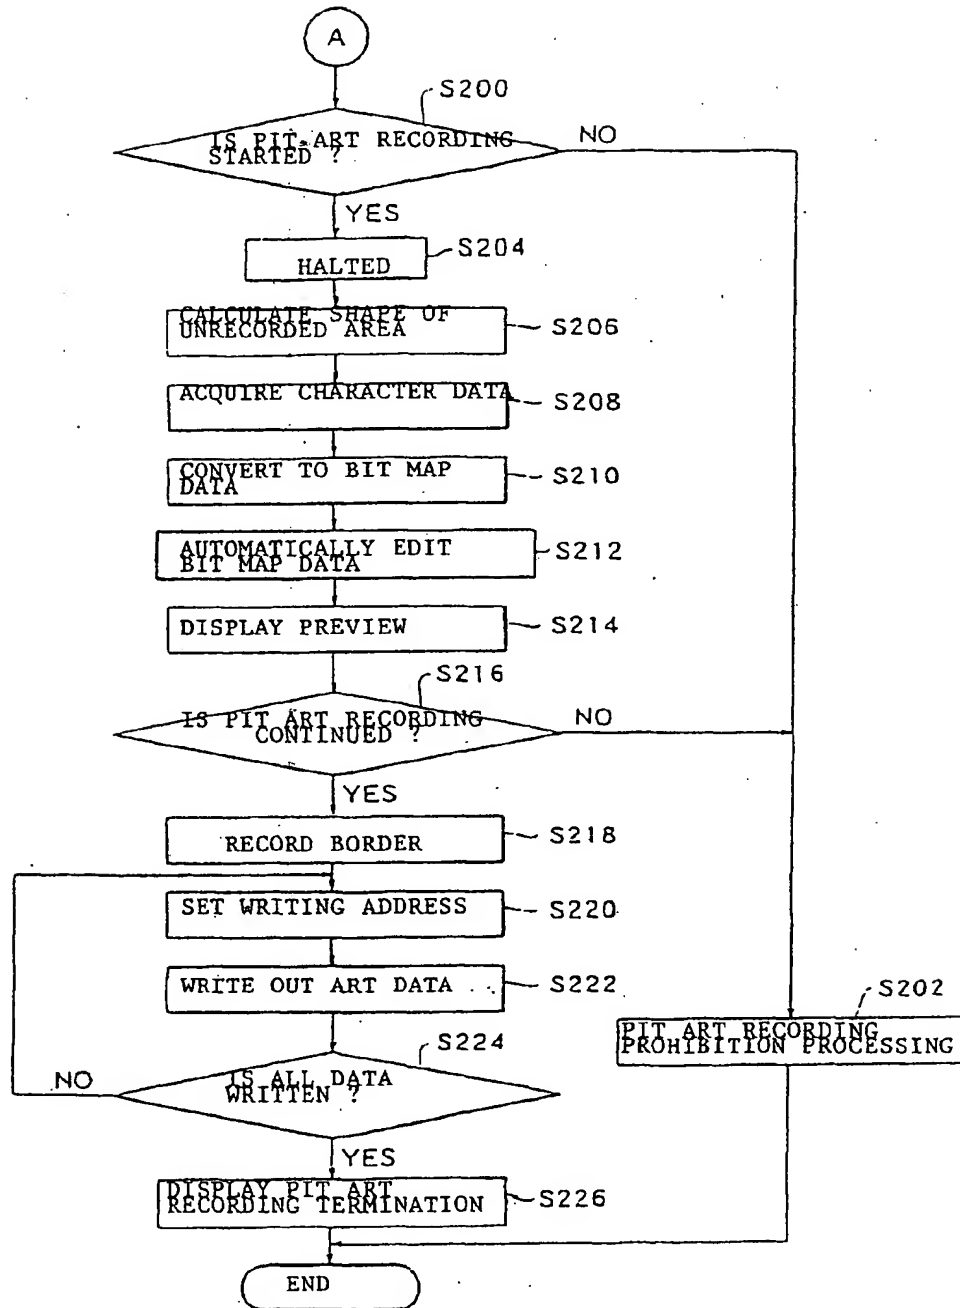 A
S200
IS PIT ART RECORDING
STARTED ?
NO
YES
S204
HALTED
CALCULATE SHAPE OF
UNRECORDED AREA
S206
ACQUIRE CHARACTER DATA
S208
CONVERT TO BIT MAP
DATA
S210
AUTOMATICALLY EDIT
BIT MAP DATA
S212
DISPLAY PREVIEW
S214
S216
IS PIT ART RECORDING
CONTINUED ?
NO
YES
RECORD BORDER
S218
SET WRITING ADDRESS
S220
WRITE OUT ART DATA
S222
S202
PIT ART RECORDING
PROHIBITION PROCESSING
S224
IS ALL DATA
WRITTEN ?
NO
YES
DISPLAY PIT ART
RECORDING TERMINATION
S226
END